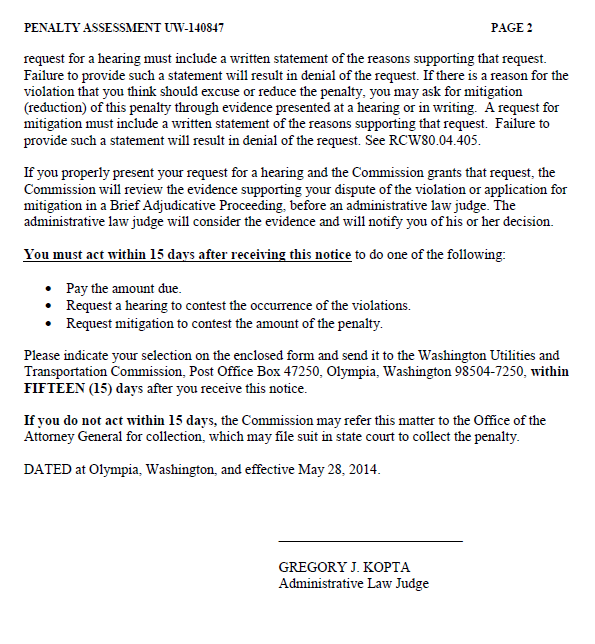 PENALTY ASSESSMENT UW-140847 PAGE 2
request for a hearing must include a written statement of the reasons supporting that request.
Failure to provide such a statement will result in denial of the request. If there is a reason for the
violation that you think should excuse or reduce the penalty, you may ask for mitigation
(reduction) of this penalty through evidence presented at a hearing or in writing. A request for
mitigation must include a written statement of the reasons supporting that request. Failure to
provide such a statement will result in denial of the request. See RCW80.04.405.
If you properly present your request for a hearing and the Commission grants that request, the
Commission will review the evidence supporting your dispute of the violation or application for
mitigation in a Brief Adjudicative Proceeding, before an administrative law judge. The
administrative law judge will consider the evidence and will notify you of his or her decision.
You must act within 15 days after receiving this notice to do one of the following:
• Pay the amount due.
• Request a hearing to contest the occurrence of the violations.
• Request mitigation to contest the amount of the penalty.
Please indicate your selection on the enclosed form and send it to the Washington Utilities and
Transportation Commission, Post Office Box 47250, Olympia, Washington 98504-7250, within
FIFTEEN (15) days after you receive this notice.
If you do not act within 15 days, the Commission may refer this matter to the Office of the
Attorney General for collection, which may file suit in state court to collect the penalty.
DATED at Olympia, Washington, and effective May 28, 2014.
GREGORY J. KOPTA
Administrative Law Judge